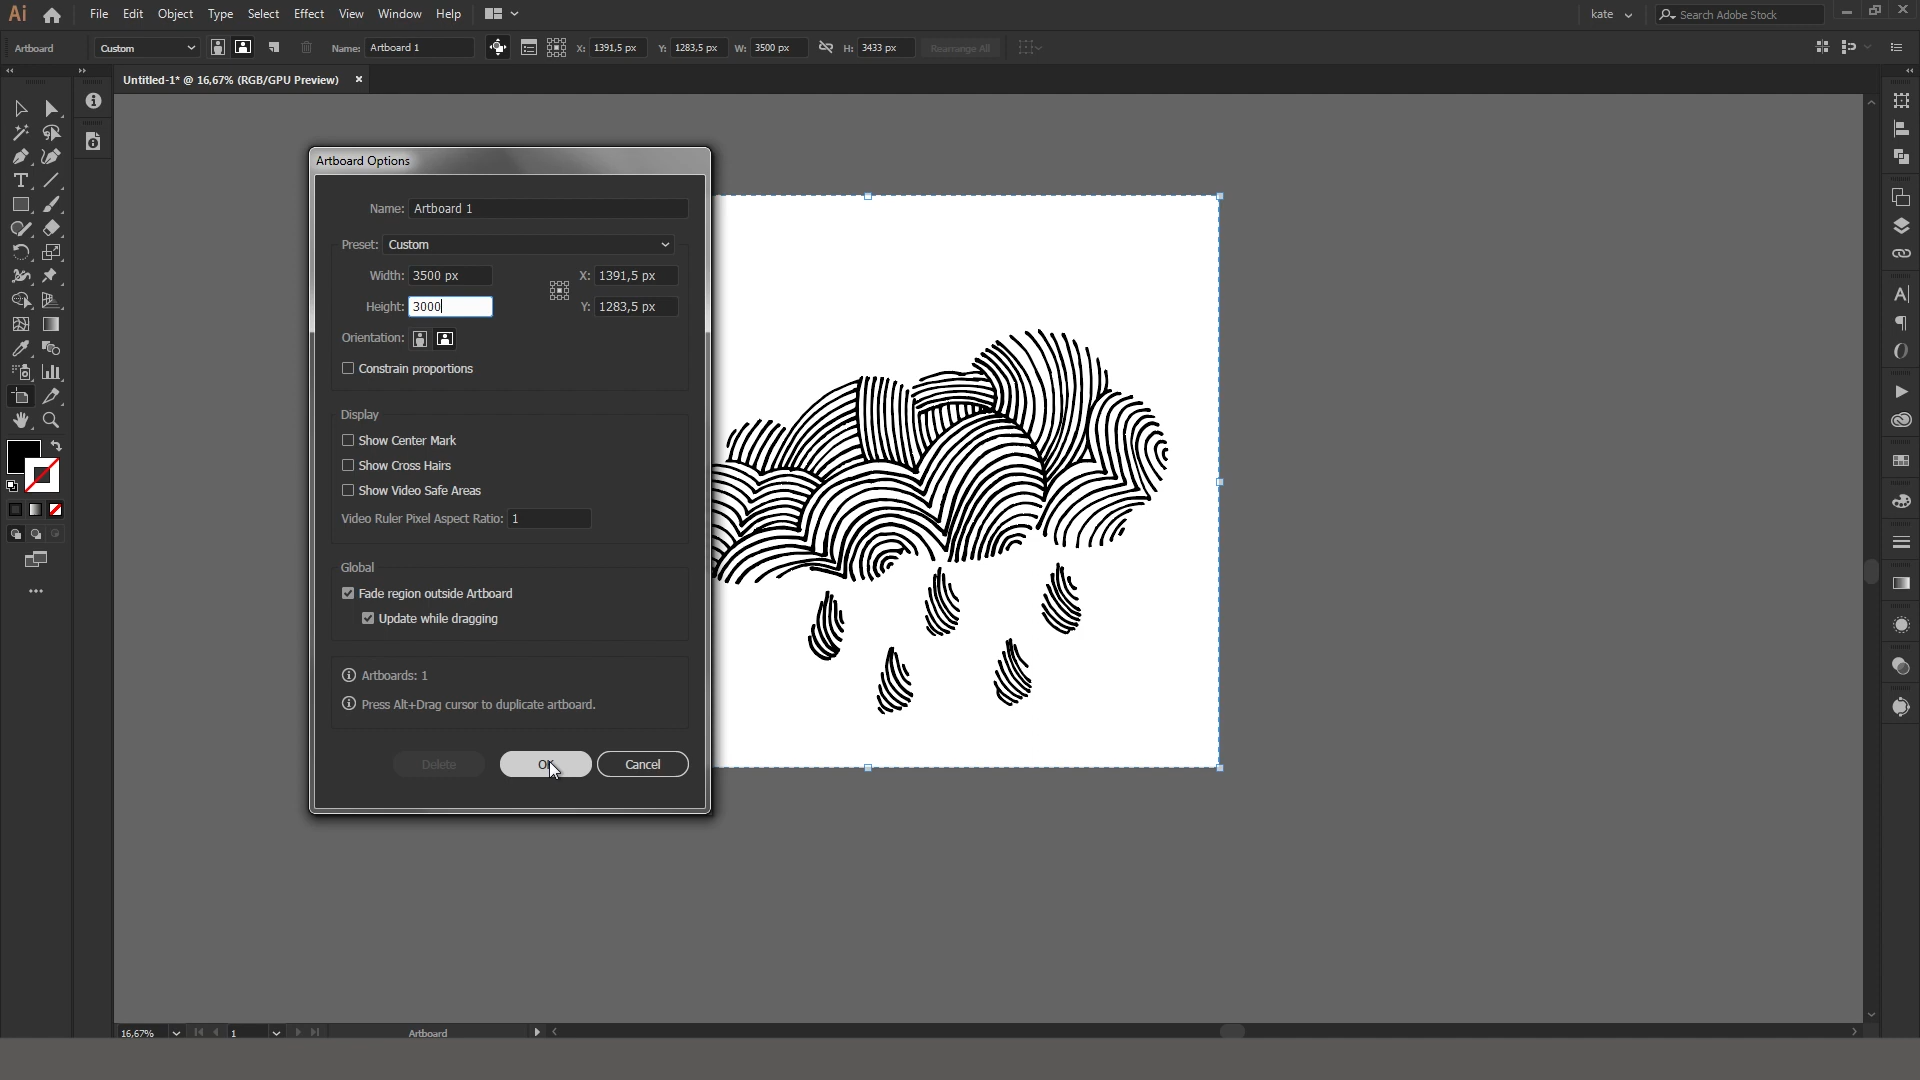 Ai File Edit Object Type Select Effect View Window Help kate Search Adobe Stock
Artboard Custom Name: Artboard 1 X: 1391,5 px Y: 1283,5 px W: 3500 px H: 3433 px Rearrange All
Untitled-1* @ 16,67% (RGB/GPU Preview)
Artboard Options
Name: Artboard 1
Preset: Custom
Width: 3500 px X: 1391,5 px
Height: 3000 Y: 1283,5 px
Orientation:
Constrain proportions
Display
Show Center Mark
Show Cross Hairs
Show Video Safe Areas
Video Ruler Pixel Aspect Ratio: 1
Global
Fade region outside Artboard
Update while dragging
Artboards: 1
Press Alt+Drag cursor to duplicate artboard.
Delete OK Cancel
16,67% 1 Artboard